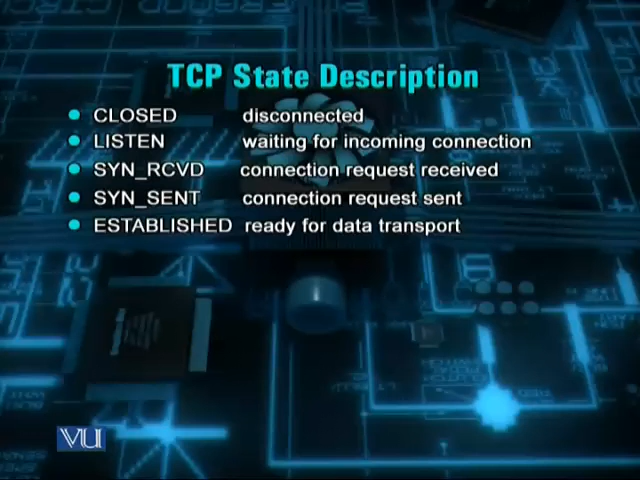 TCP State Description
CLOSED disconnected
LISTEN waiting for incoming connection
SYN_RCVD connection request received
SYN_SENT connection request sent
ESTABLISHED ready for data transport
VU